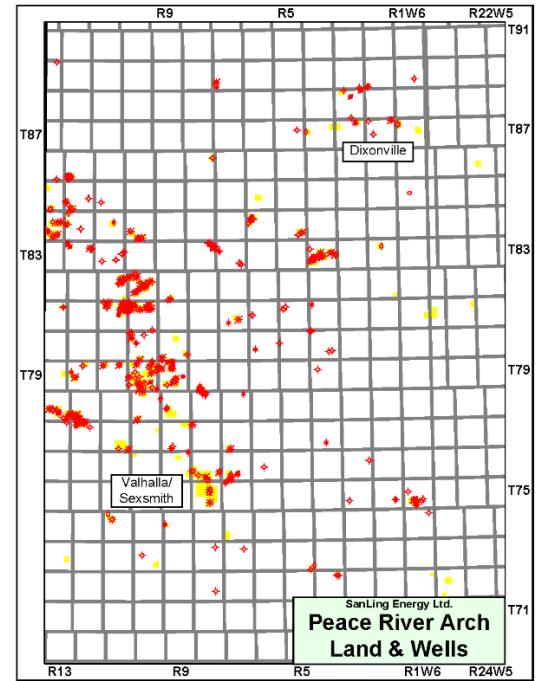 R9 R5 R1W6 R22W5
T91
T87 T87
Dixonville
T83 T83
T79 T79
Valhalla/
Sexsmith
T75
SanLing Energy Ltd.
Peace River Arch
Land & Wells
T71
R13 R9 R5 R1W6 R24W5